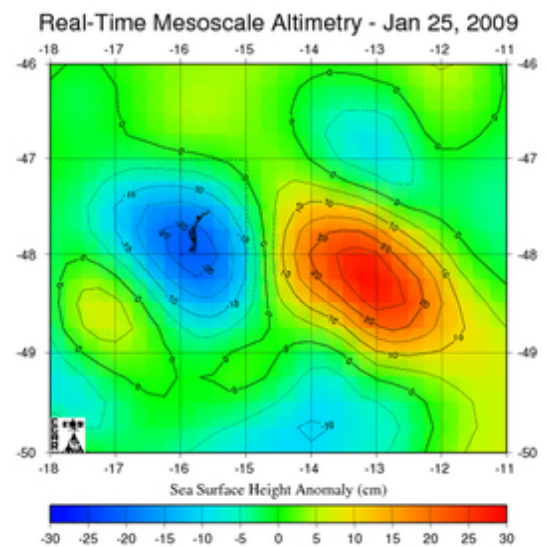 Real-Time Mesoscale Altimetry - Jan 25, 2009
-18 -17 -16 -15 -14 -13 -12 -11
-46 -46
-47 -47
-48 -48
-49 -49
-50 -50
-18 -17 -16 -15 -14 -13 -12 -11
Sea Surface Height Anomaly (cm)
-30 -25 -20 -15 -10 -5 0 5 10 15 20 25 30